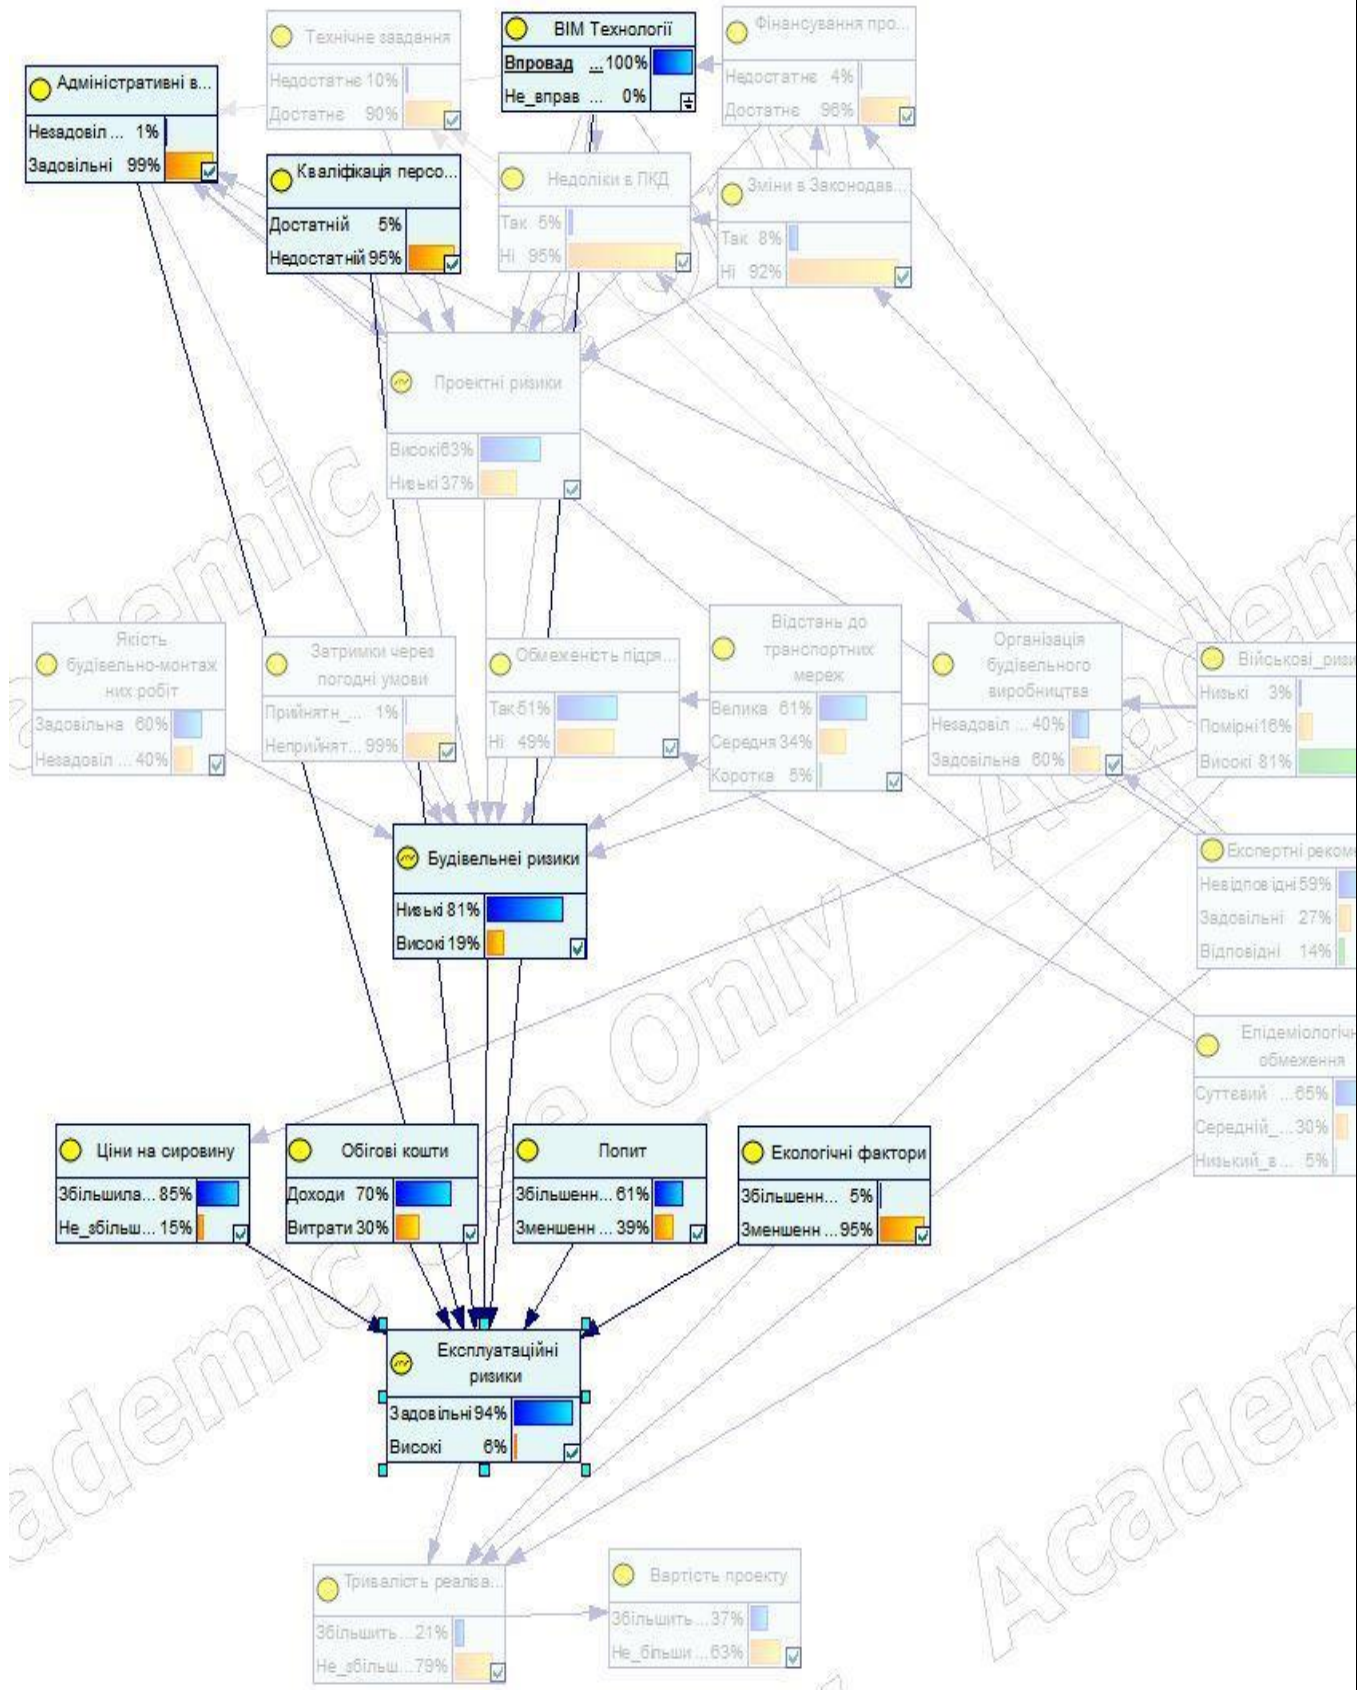 Технічне завдання
Недостатнє 10%
Достатнє 90%
BIM Технології
Впровад ...100%
Не_вправ ... 0%
Фінансування про...
Недостатнє 4%
Достатнє 96%
Адміністративні в...
Незадовіл ... 1%
Задовільні 99%
Кваліфікація персо...
Достатній 5%
Недостатній 95%
Недоліки в ПКД
Так 5%
Ні 95%
Зміни в Законодав...
Так 8%
Ні 92%
Проектні ризики
Високі 63%
Низькі 37%
Якість
будівельно-монтаж
них робіт
Задовільна 60%
Незадовіл ... 40%
Затримки через
погодні умови
Прийнятн_... 1%
Неприйнят... 99%
Обмеженість підря...
Так 51%
Ні 49%
Відстань до
транспортних
мереж
Велика 61%
Середня 34%
Коротка 5%
Організація
будівельного
виробництва
Незадовіл ... 40%
Задовільна 60%
Військові_ризи
Низькі 3%
Помірні 16%
Високі 81%
Будівельнеі ризики
Низькі 81%
Високі 19%
Експертні реком
Невідповідні 59%
Задовільні 27%
Відповідні 14%
Епідеміологічн
обмеження
Суттєвий ...65%
Середній_...30%
Низький_в... 5%
Ціни на сировину
Збільшила... 85%
Не_збільш... 15%
Обігові кошти
Доходи 70%
Витрати 30%
Попит
Збільшенн... 61%
Зменшенн ... 39%
Екологічні фактори
Збільшенн... 5%
Зменшенн ...95%
Експлуатаційні
ризики
Задовільні 94%
Високі 6%
Тривалість реаліза...
Збільшить ...21%
Не_збільш...79%
Вартість проекту
Збільшить ...37%
Не_більши ...63%
Academic Use Only
Academic
Academ